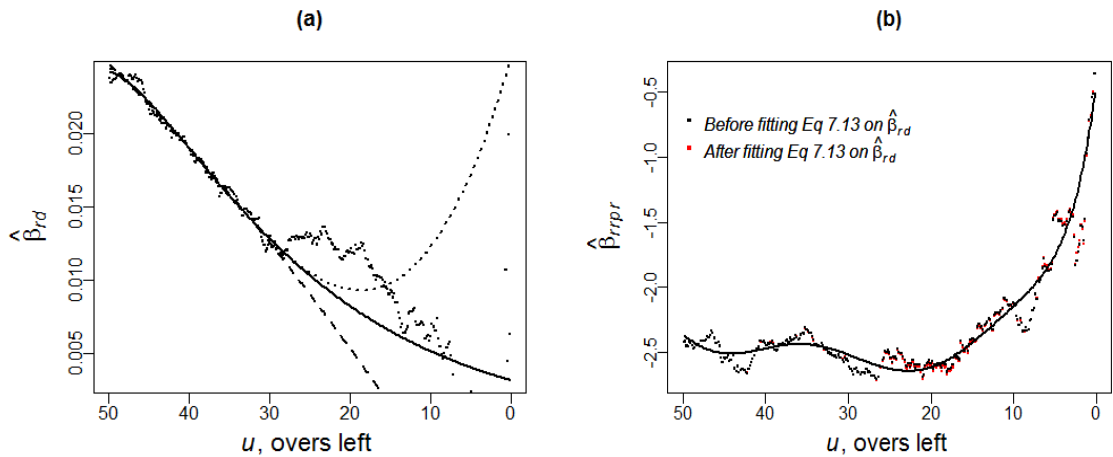 (a)
0.020
0.015
0.010
0.005
β̂rd
50 40 30 20 10 0
u, overs left
(b)
-0.5
-1.0
-1.5
-2.0
-2.5
β̂rrpr
Before fitting Eq 7.13 on β̂rd
After fitting Eq 7.13 on β̂rd
50 40 30 20 10 0
u, overs left